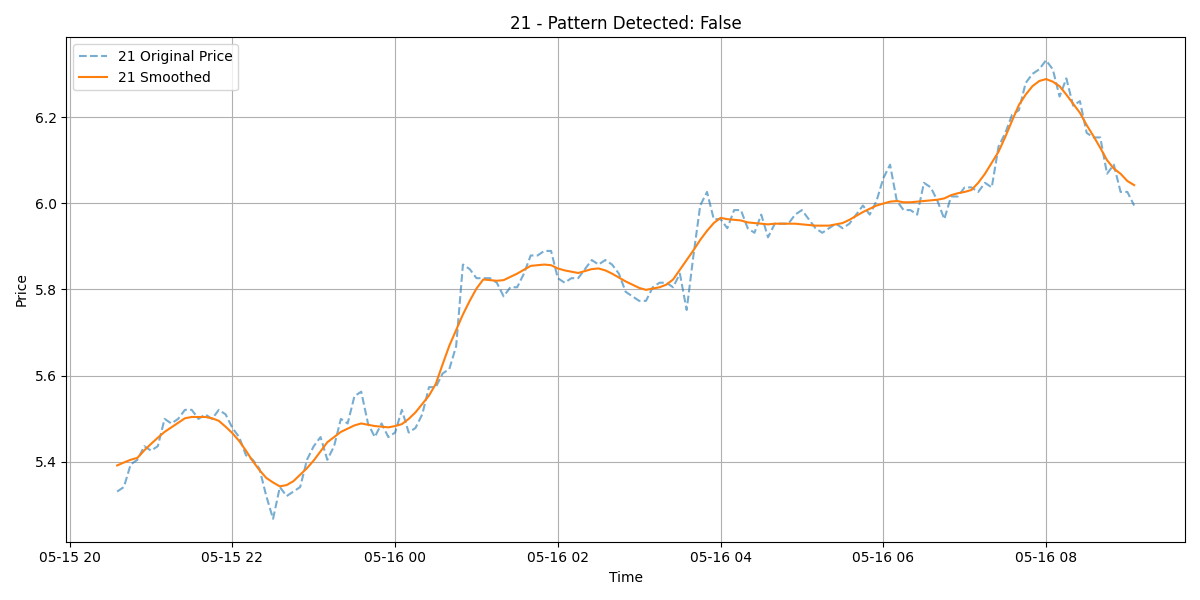 21 - Pattern Detected: False
21 Original Price
21 Smoothed
Price
6.2
6.0
5.8
5.6
5.4
05-15 20
05-15 22
05-16 00
05-16 02
05-16 04
05-16 06
05-16 08
Time